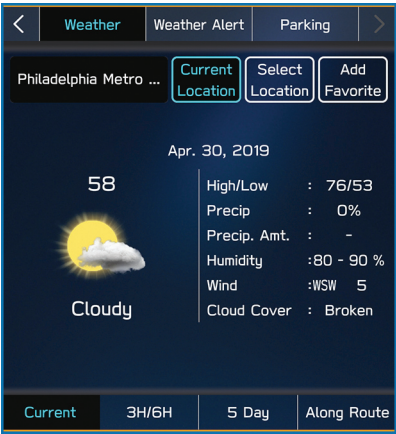 Weather Weather Alert Parking
Philadelphia Metro ... Current Location Select Location Add Favorite
Apr. 30, 2019
58
High/Low : 76/53
Precip : 0%
Precip. Amt. : -
Humidity :80 - 90 %
Wind :WSW 5
Cloudy
Cloud Cover : Broken
Current 3H/6H 5 Day Along Route